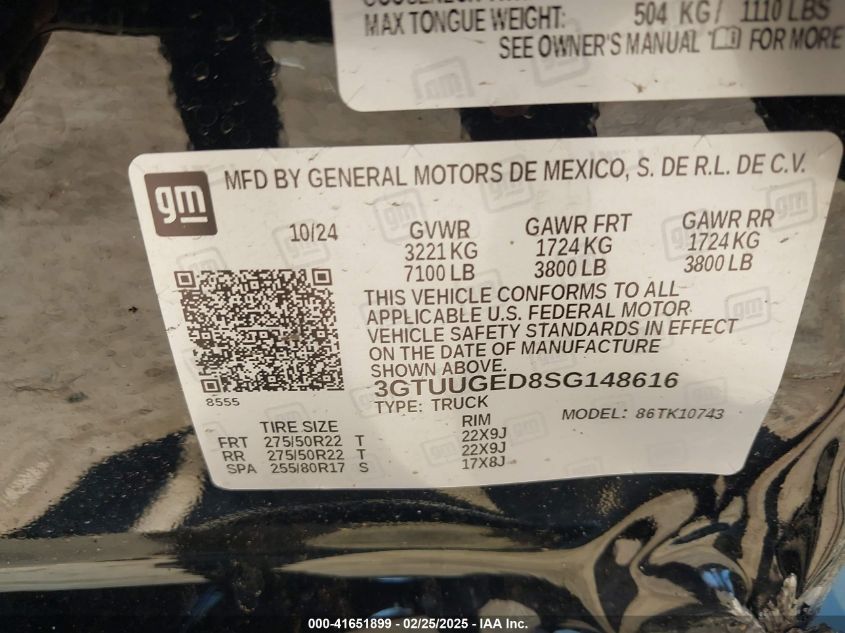 MAX TONGUE WEIGHT: 504 KG/ 1110 LBS
SEE OWNER'S MANUAL FOR MORE
gm MFD BY GENERAL MOTORS DE MEXICO, S. DE R.L. DE C.V.
10/24 GVWR GAWR FRT GAWR RR
3221 KG 1724 KG 1724 KG
7100 LB 3800 LB 3800 LB
THIS VEHICLE CONFORMS TO ALL
APPLICABLE U.S. FEDERAL MOTOR
VEHICLE SAFETY STANDARDS IN EFFECT
ON THE DATE OF MANUFACTURE
SHOWN ABOVE.
8555
3GTUUGED8SG148616
TYPE: TRUCK MODEL: 86TK10743
TIRE SIZE RIM
FRT 275/50R22 T 22X9J
RR 275/50R22 T 22X9J
SPA 255/80R17 S 17X8J
000-41651899 - 02/25/2025 - IAA Inc.